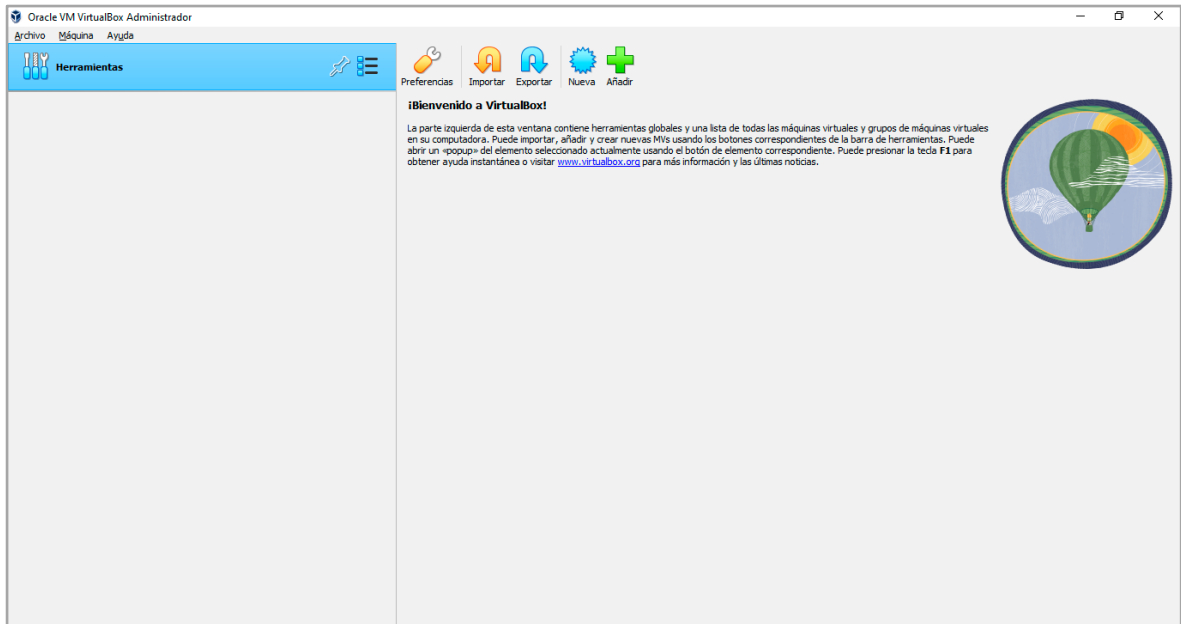 Oracle VM VirtualBox Administrador
Archivo Máquina Ayuda
Herramientas
Preferencias Importar Exportar Nueva Añadir
¡Bienvenido a VirtualBox!
La parte izquierda de esta ventana contiene herramientas globales y una lista de todas las máquinas virtuales y grupos de máquinas virtuales
en su computadora. Puede importar, añadir y crear nuevas MVs usando los botones correspondientes de la barra de herramientas. Puede
abrir un «popup» del elemento seleccionado actualmente usando el botón de elemento correspondiente. Puede presionar la tecla F1 para
obtener ayuda instantánea o visitar www.virtualbox.org para más información y las últimas noticias.